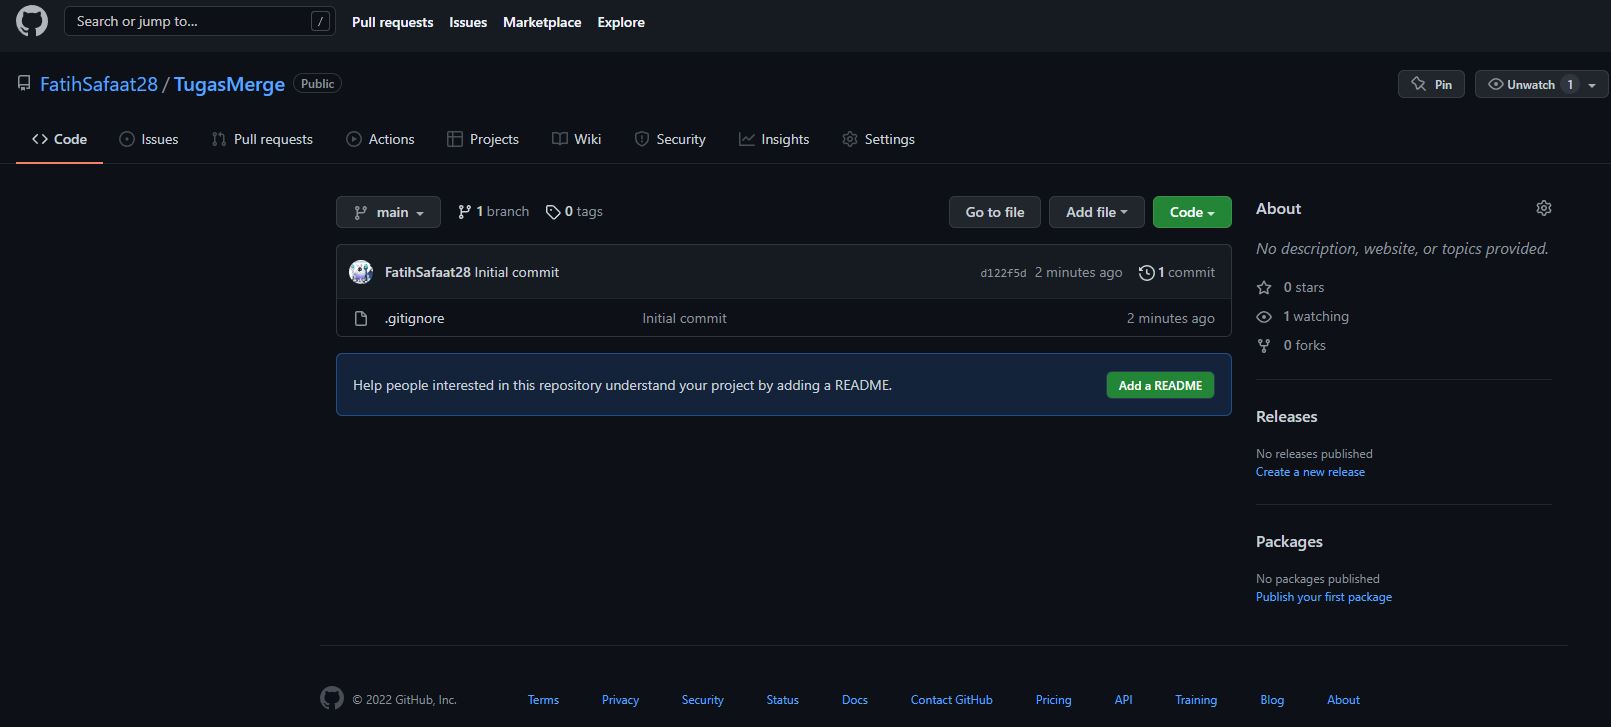 Search or jump to... / Pull requests Issues Marketplace Explore
FatihSafaat28 / TugasMerge Public Pin Unwatch 1
Code Issues Pull requests Actions Projects Wiki Security Insights Settings
main 1 branch 0 tags Go to file Add file Code
FatihSafaat28 Initial commit d122f5d 2 minutes ago 1 commit
.gitignore Initial commit 2 minutes ago
Help people interested in this repository understand your project by adding a README. Add a README
About
No description, website, or topics provided.
0 stars
1 watching
0 forks
Releases
No releases published
Create a new release
Packages
No packages published
Publish your first package
© 2022 GitHub, Inc. Terms Privacy Security Status Docs Contact GitHub Pricing API Training Blog About